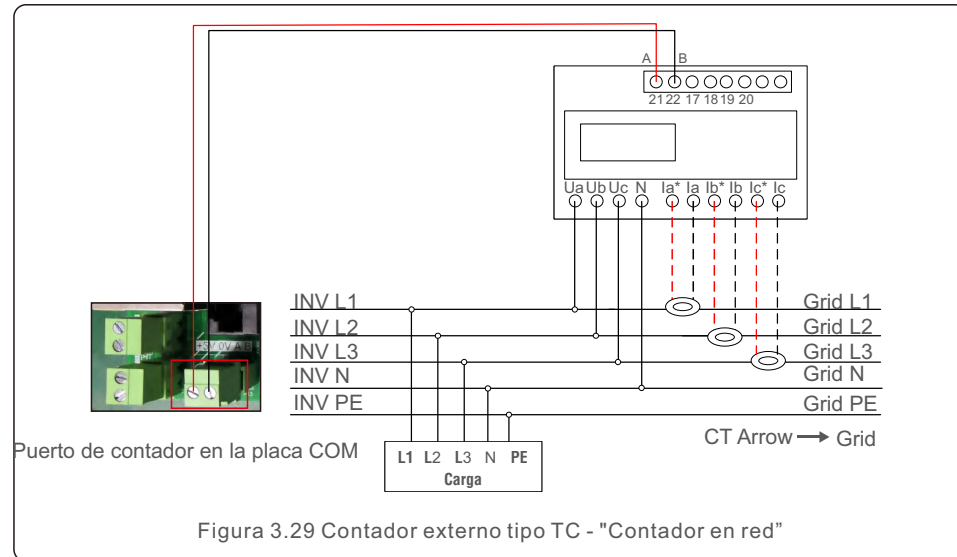 A B
21 22 17 18 19 20
Ua Ub Uc N Ia* Ia Ib* Ib Ic* Ic
INV L1 Grid L1
INV L2 Grid L2
INV L3 Grid L3
INV N Grid N
INV PE Grid PE
+5V 0V A B
Puerto de contador en la placa COM
L1 L2 L3 N PE
Carga
CT Arrow → Grid
Figura 3.29 Contador externo tipo TC - "Contador en red”